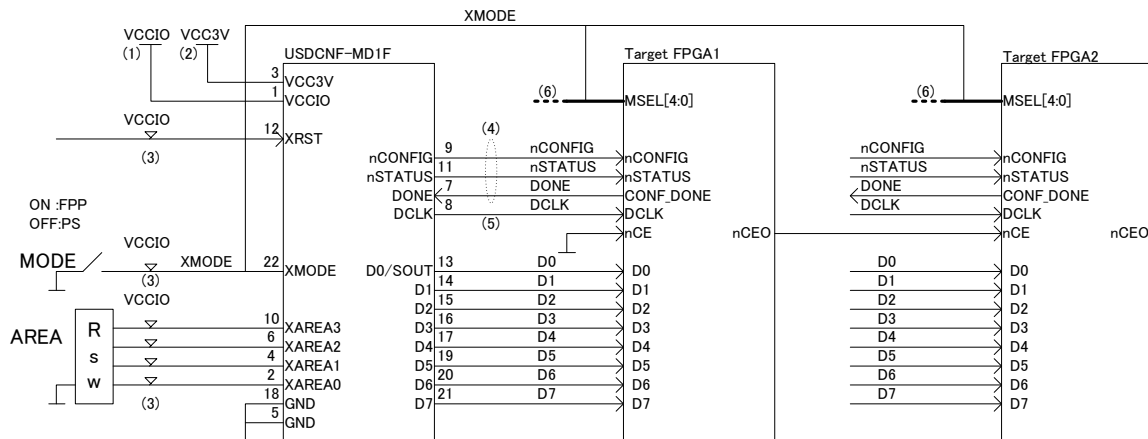 XMODE
VCCIO VCC3V
(1) (2)
USDCNF-MD1F Target FPGA1 Target FPGA2
3 VCC3V
1 VCCIO
(6) MSEL[4:0] (6) MSEL[4:0]
VCCIO
12 XRST
(3)
(4)
nCONFIG 9 nCONFIG nCONFIG nCONFIG nCONFIG
nSTATUS 11 nSTATUS nSTATUS nSTATUS nSTATUS
DONE 7 DONE CONF_DONE DONE CONF_DONE
DCLK 8 DCLK DCLK DCLK DCLK
(5)
nCE nCEO nCE nCEO
ON :FPP
OFF:PS
VCCIO
MODE XMODE 22 XMODE
(3)
D0/SOUT 13 D0 D0 D0 D0
D1 14 D1 D1 D1 D1
D2 15 D2 D2 D2 D2
D3 16 D3 D3 D3 D3
D4 17 D4 D4 D4 D4
D5 19 D5 D5 D5 D5
D6 20 D6 D6 D6 D6
D7 21 D7 D7 D7 D7
VCCIO
AREA
R
s
w
10 XAREA3
6 XAREA2
4 XAREA1
2 XAREA0
(3)
18 GND
5 GND